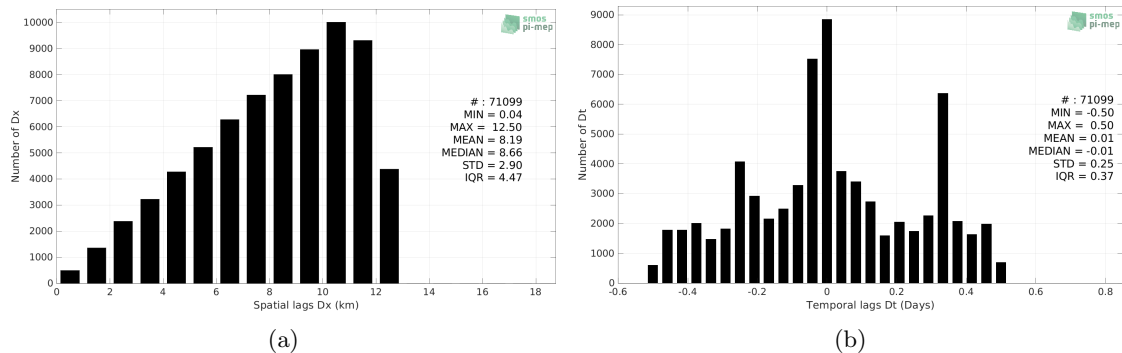 smos
pi-mep
10000
9000
8000
7000
6000
5000
4000
3000
2000
1000
0
Number of Dx
# : 71099
MIN = 0.04
MAX = 12.50
MEAN = 8.19
MEDIAN = 8.66
STD = 2.90
IQR = 4.47
0 2 4 6 8 10 12 14 16 18
Spatial lags Dx (km)
(a)
smos
pi-mep
9000
8000
7000
6000
5000
4000
3000
2000
1000
0
Number of Dt
# : 71099
MIN = -0.50
MAX = 0.50
MEAN = 0.01
MEDIAN = -0.01
STD = 0.25
IQR = 0.37
-0.6 -0.4 -0.2 0 0.2 0.4 0.6 0.8
Temporal lags Dt (Days)
(b)